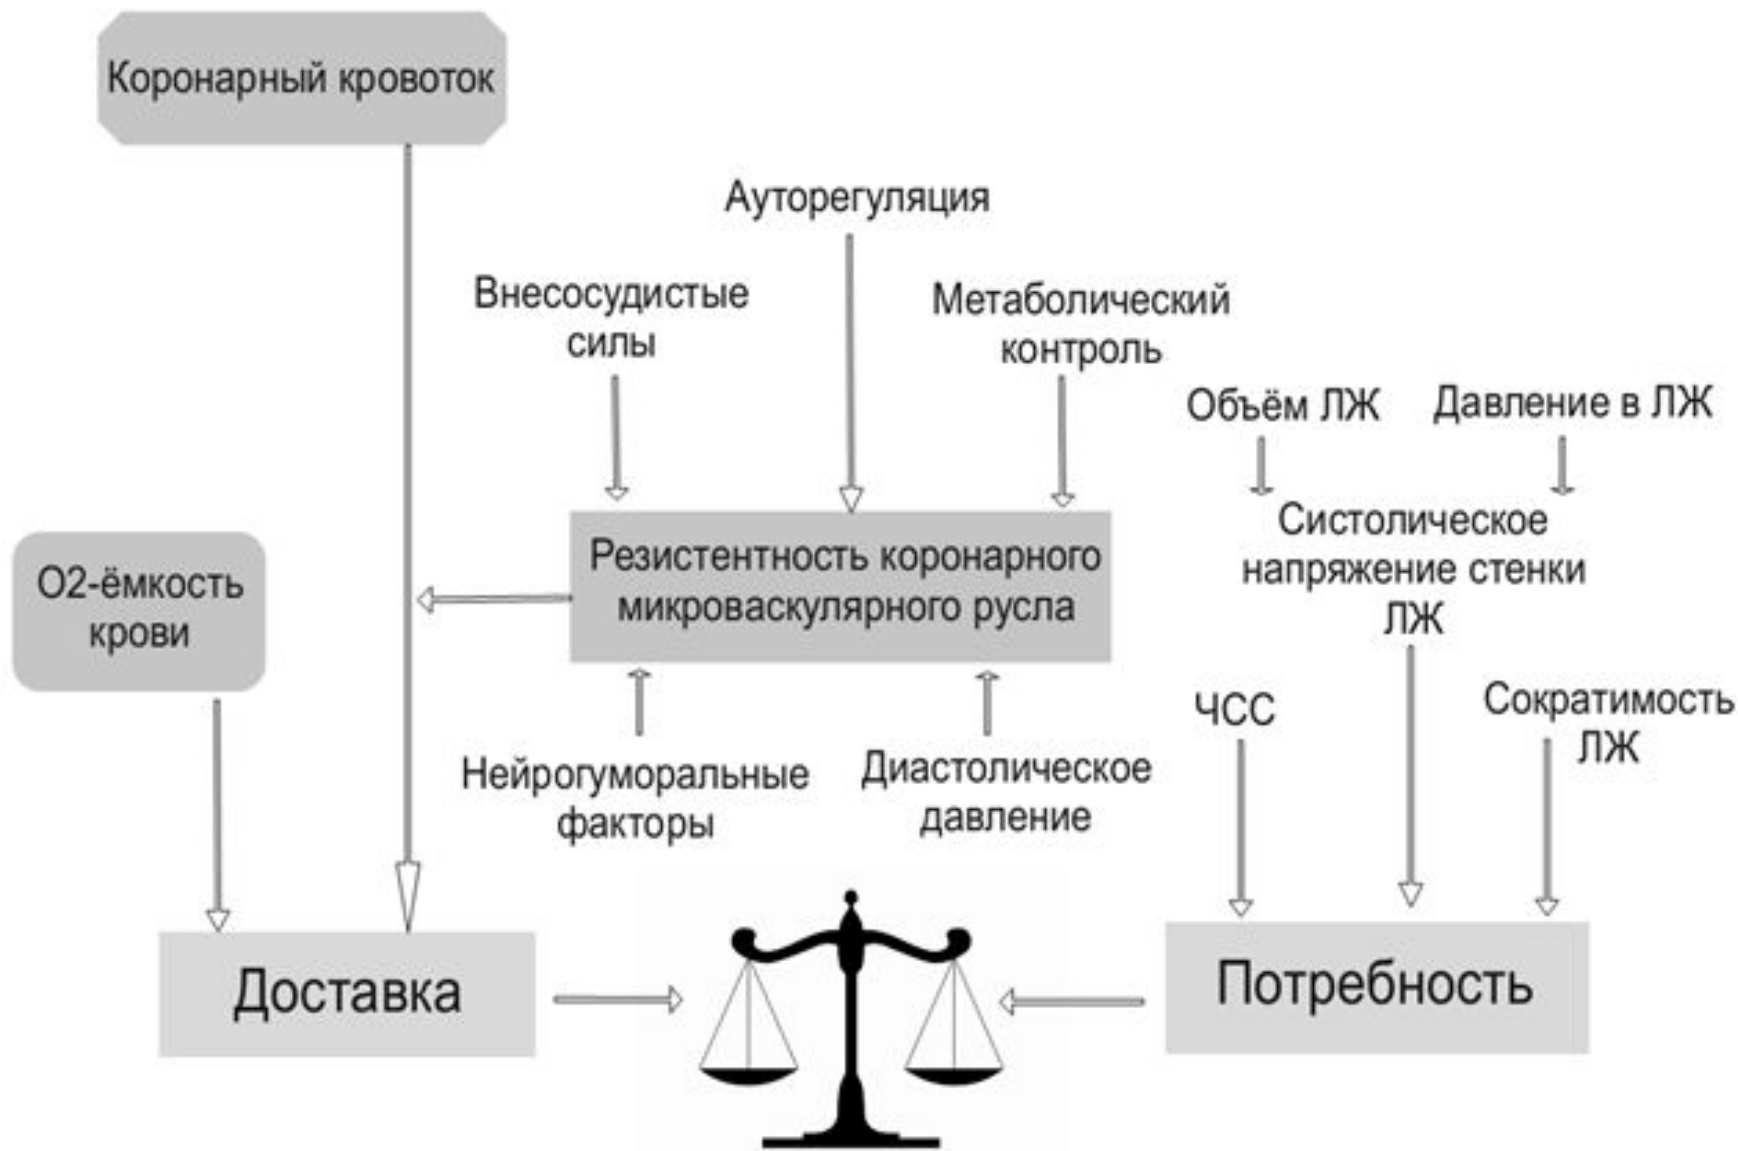 Коронарный кровоток
Ауторегуляция
Внесосудистые
силы
Метаболический
контроль
Объём ЛЖ
Давление в ЛЖ
Систолическое
напряжение стенки
ЛЖ
О2-ёмкость
крови
Резистентность коронарного
микроваскулярного русла
ЧСС
Сократимость
ЛЖ
Нейрогуморальные
факторы
Диастолическое
давление
Доставка
Потребность